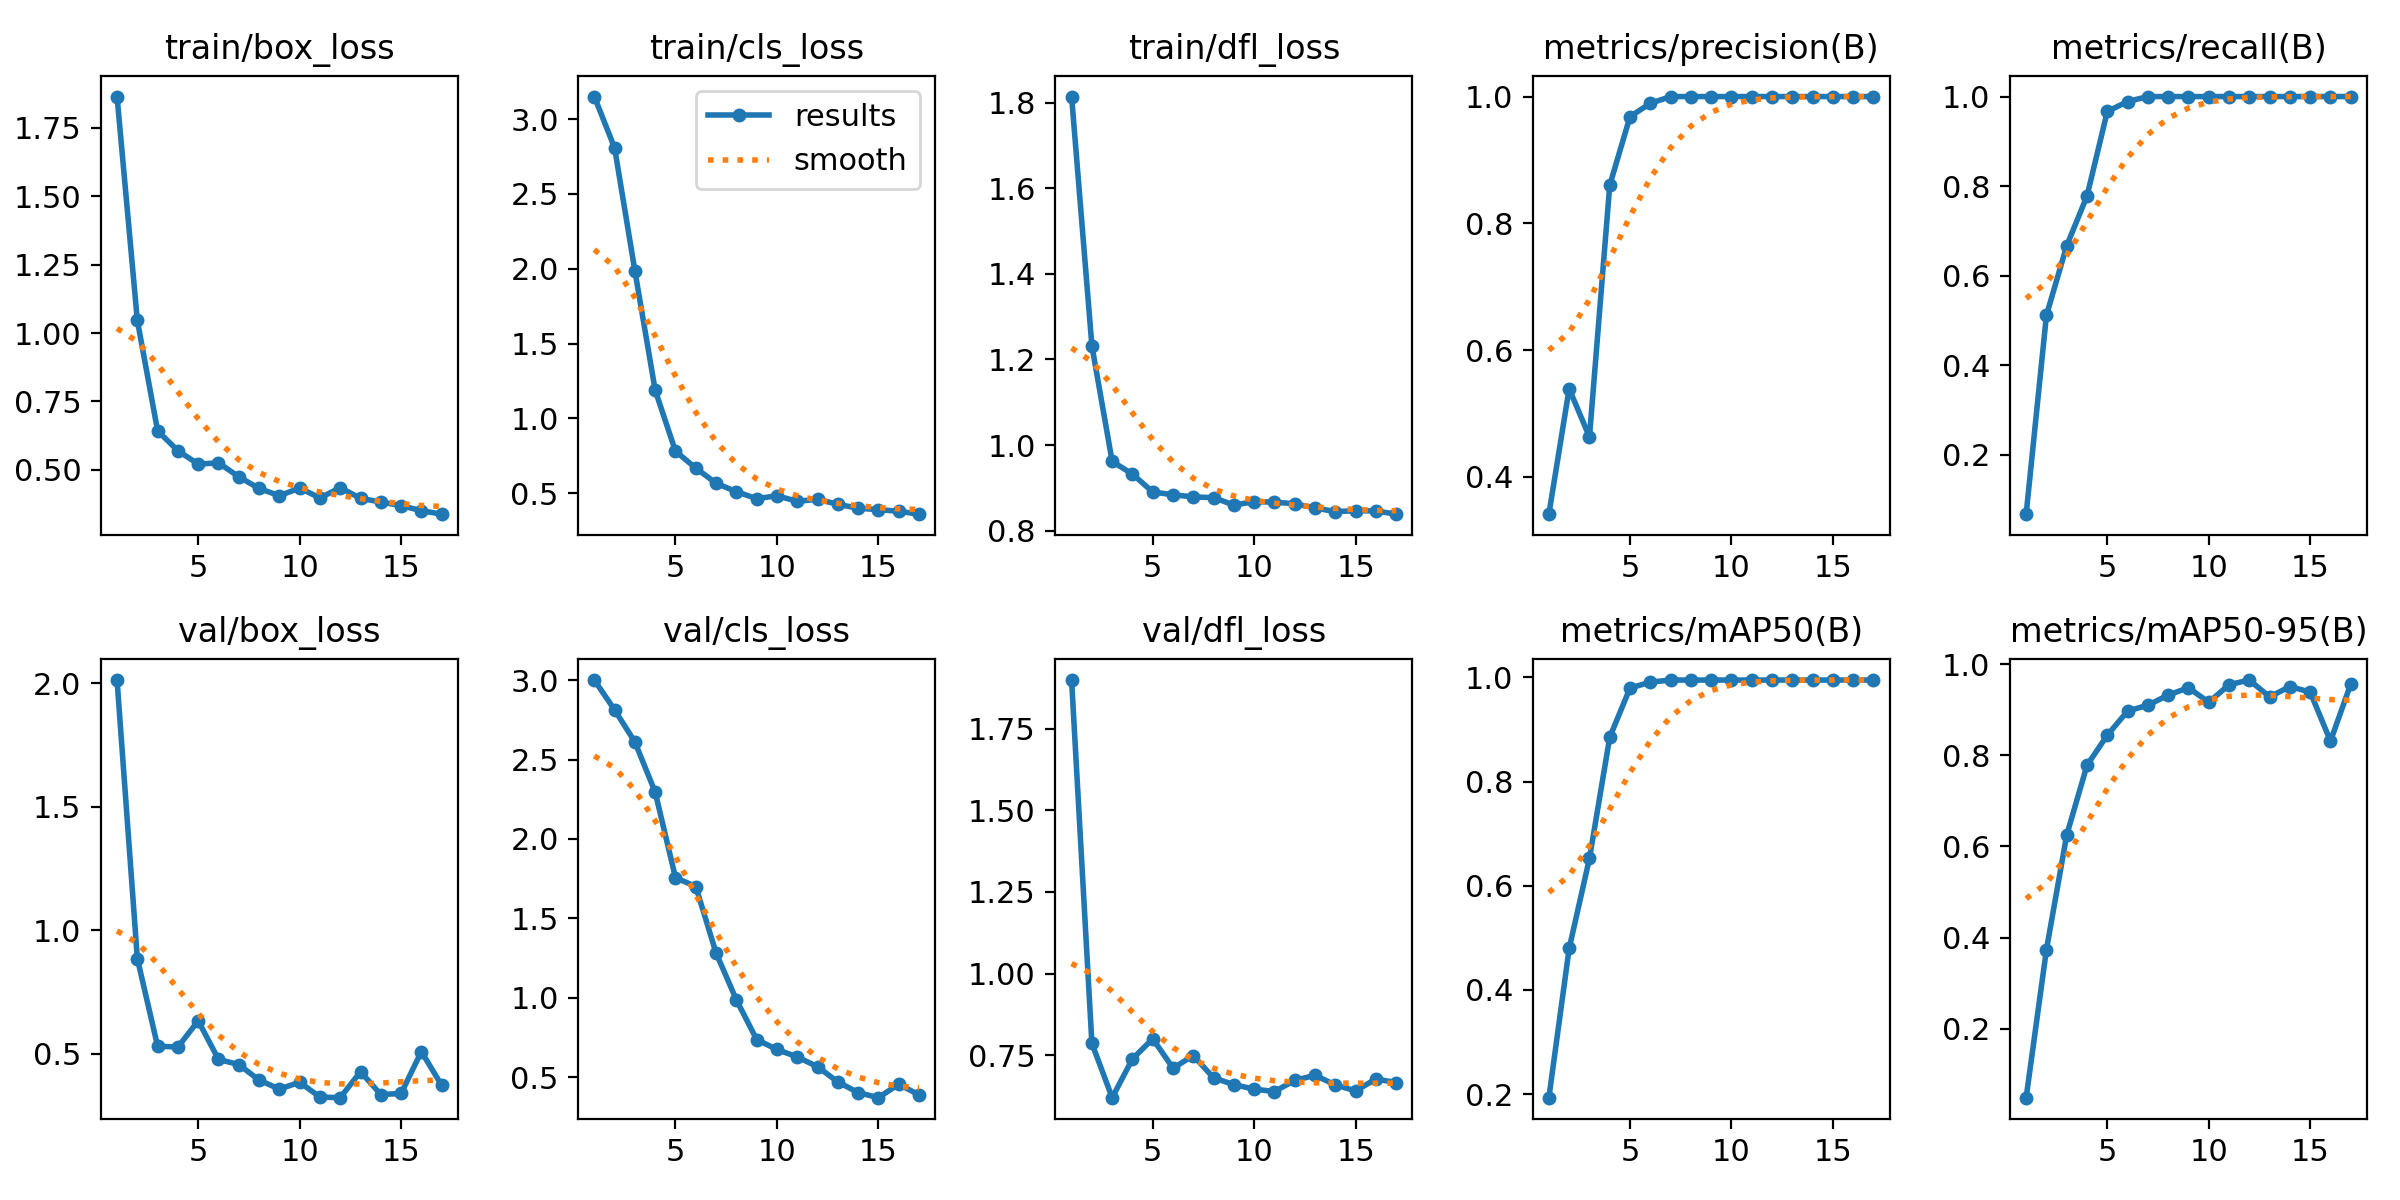 train/box_loss
train/cls_loss
train/dfl_loss
metrics/precision(B)
metrics/recall(B)
1.75
1.50
1.25
1.00
0.75
0.50
5 10 15
results
smooth
3.0
2.5
2.0
1.5
1.0
0.5
5 10 15
1.8
1.6
1.4
1.2
1.0
0.8
5 10 15
1.0
0.8
0.6
0.4
5 10 15
1.0
0.8
0.6
0.4
0.2
5 10 15
val/box_loss
val/cls_loss
val/dfl_loss
metrics/mAP50(B)
metrics/mAP50-95(B)
2.0
1.5
1.0
0.5
5 10 15
3.0
2.5
2.0
1.5
1.0
0.5
5 10 15
1.75
1.50
1.25
1.00
0.75
5 10 15
1.0
0.8
0.6
0.4
0.2
5 10 15
1.0
0.8
0.6
0.4
0.2
5 10 15